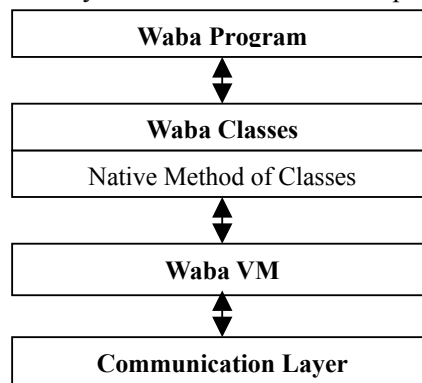 Waba Program
Waba Classes
Native Method of Classes
Waba VM
Communication Layer